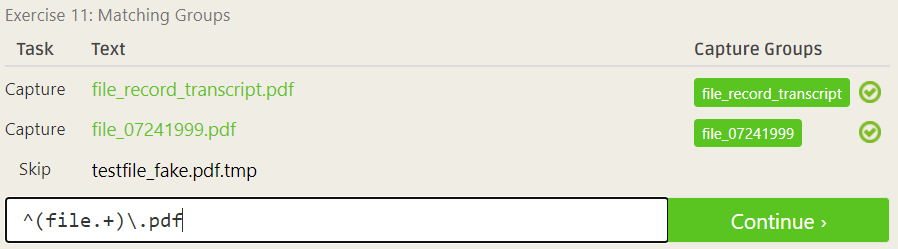 Exercise 11: Matching Groups
Task Text Capture Groups
Capture file_record_transcript.pdf file_record_transcript
Capture file_07241999.pdf file_07241999
Skip testfile_fake.pdf.tmp
^(file.+)\.pdf Continue ›